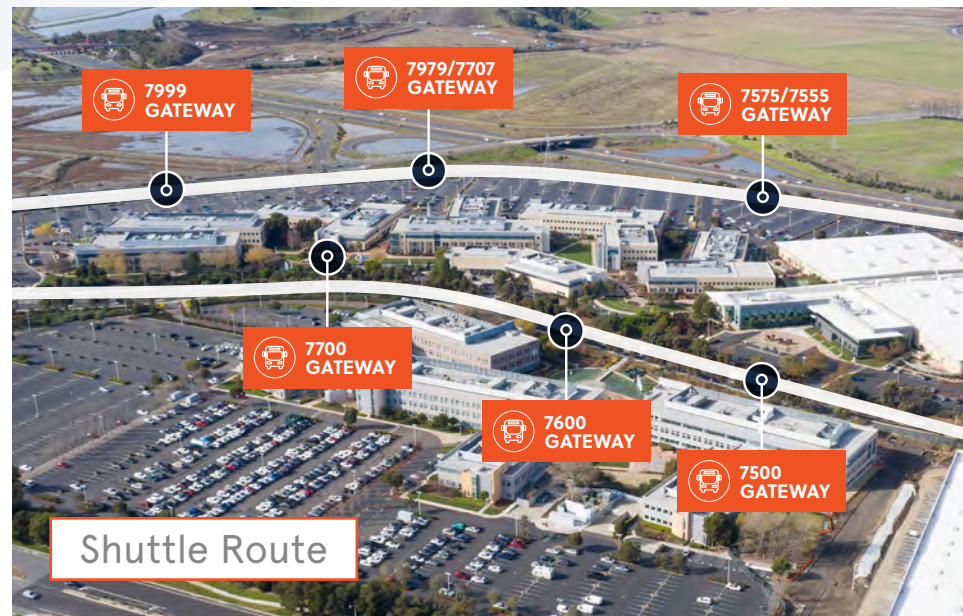 7999
GATEWAY
7979/7707
GATEWAY
7575/7555
GATEWAY
7700
GATEWAY
7600
GATEWAY
7500
GATEWAY
Shuttle Route